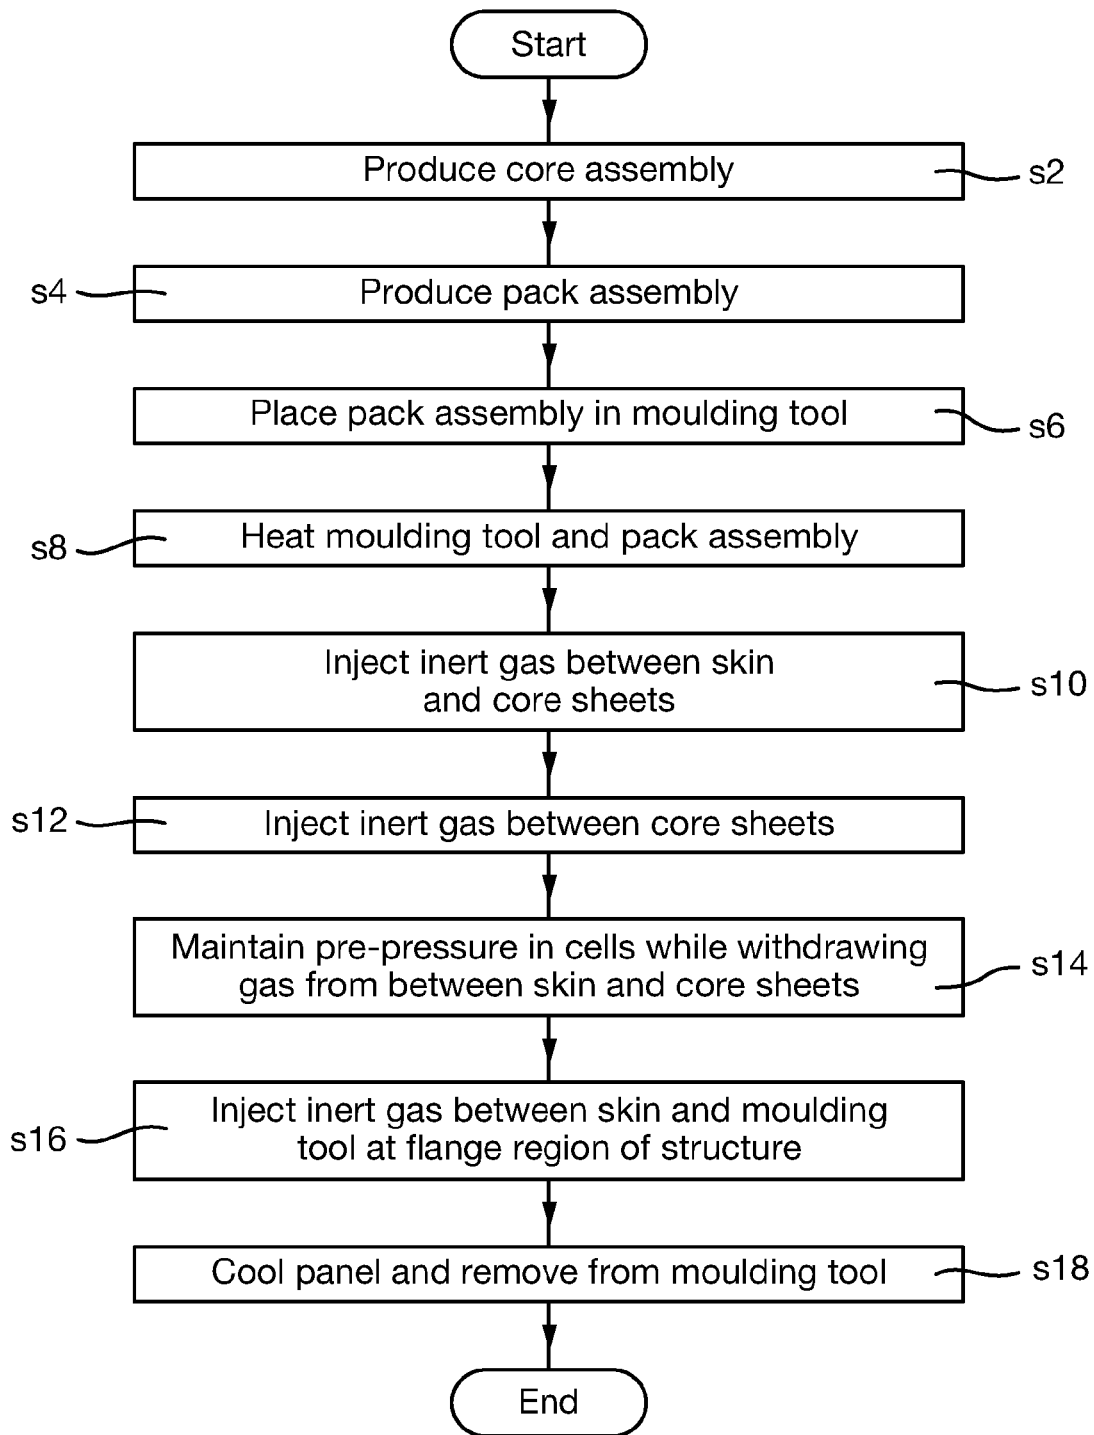 Start
Produce core assembly
s2
s4
Produce pack assembly
Place pack assembly in moulding tool
s6
s8
Heat moulding tool and pack assembly
Inject inert gas between skin
and core sheets
s10
s12
Inject inert gas between core sheets
Maintain pre-pressure in cells while withdrawing
gas from between skin and core sheets
s14
s16
Inject inert gas between skin and moulding
tool at flange region of structure
Cool panel and remove from moulding tool
s18
End